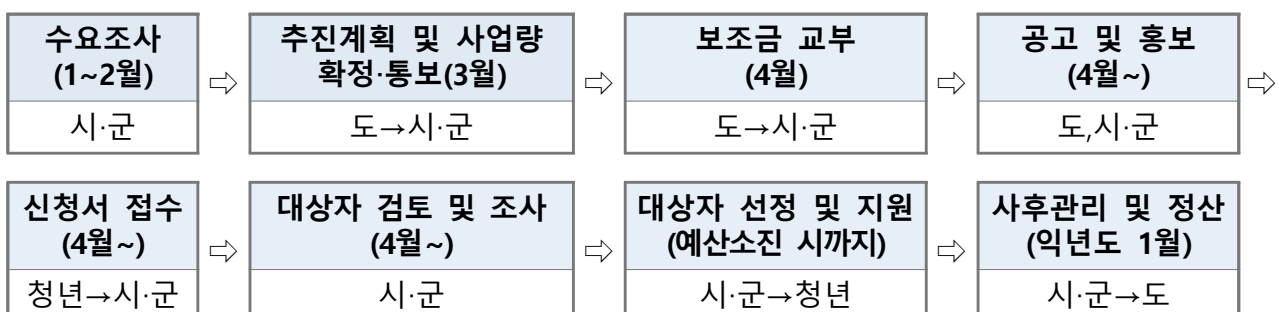 수요조사
(1~2월)
시·군
⇨
추진계획 및 사업량
확정·통보(3월)
도→시·군
⇨
보조금 교부
(4월)
도→시·군
⇨
공고 및 홍보
(4월~)
도,시·군
⇨
신청서 접수
(4월~)
청년→시·군
⇨
대상자 검토 및 조사
(4월~)
시·군
⇨
대상자 선정 및 지원
(예산소진 시까지)
시·군→청년
⇨
사후관리 및 정산
(익년도 1월)
시·군→도